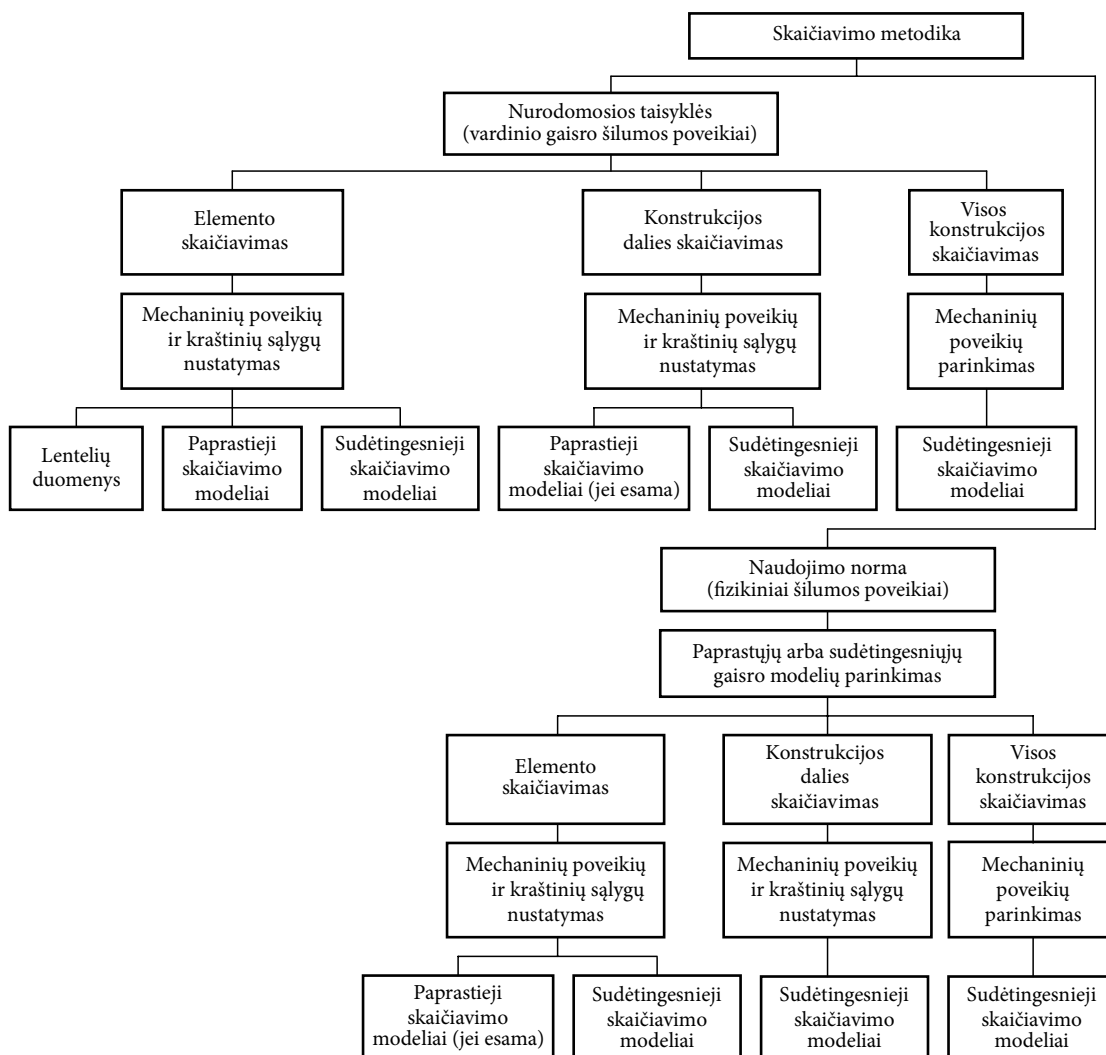 Skaičiavimo metodika
Nurodomosios taisyklės
(vardinio gaisro šilumos poveikiai)
Elemento
skaičiavimas
Konstrukcijos
dalies skaičiavimas
Visos
konstrukcijos
skaičiavimas
Mechaninių poveikių
ir kraštinių sąlygų
nustatymas
Mechaninių poveikių
ir kraštinių sąlygų
nustatymas
Mechaninių
poveikių
parinkimas
Lentelių
duomenys
Paprastieji
skaičiavimo
modeliai
Sudėtingesnieji
skaičiavimo
modeliai
Paprastieji
skaičiavimo
modeliai (jei esama)
Sudėtingesnieji
skaičiavimo
modeliai
Sudėtingesnieji
skaičiavimo
modeliai
Naudojimo norma
(fizikiniai šilumos poveikiai)
Paprastųjų arba sudėtingesniųjų
gaisro modelių parinkimas
Elemento
skaičiavimas
Konstrukcijos
dalies
skaičiavimas
Visos
konstrukcijos
skaičiavimas
Mechaninių poveikių
ir kraštinių sąlygų
nustatymas
Mechaninių poveikių
ir kraštinių sąlygų
nustatymas
Mechaninių
poveikių
parinkimas
Paprastieji
skaičiavimo
modeliai (jei esama)
Sudėtingesnieji
skaičiavimo
modeliai
Sudėtingesnieji
skaičiavimo
modeliai
Sudėtingesnieji
skaičiavimo
modeliai